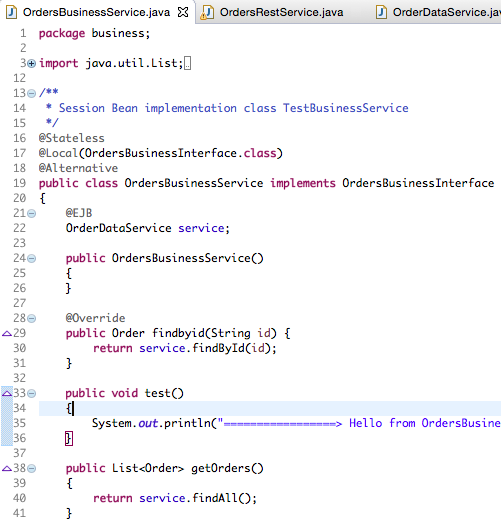 OrdersBusinessService.java OrdersRestService.java OrderDataService.jav
1 package business;
2
3 import java.util.List;
12
13 /**
14 * Session Bean implementation class TestBusinessService
15 */
16 @Stateless
17 @Local(OrdersBusinessInterface.class)
18 @Alternative
19 public class OrdersBusinessService implements OrdersBusinessInterface
20 {
21 @EJB
22 OrderDataService service;
23
24 public OrdersBusinessService()
25 {
26 }
27
28 @Override
29 public Order findbyid(String id) {
30 return service.findById(id);
31 }
32
33 public void test()
34 {
35 System.out.println("=================> Hello from OrdersBusine
36 }
37
38 public List<Order> getOrders()
39 {
40 return service.findAll();
41 }